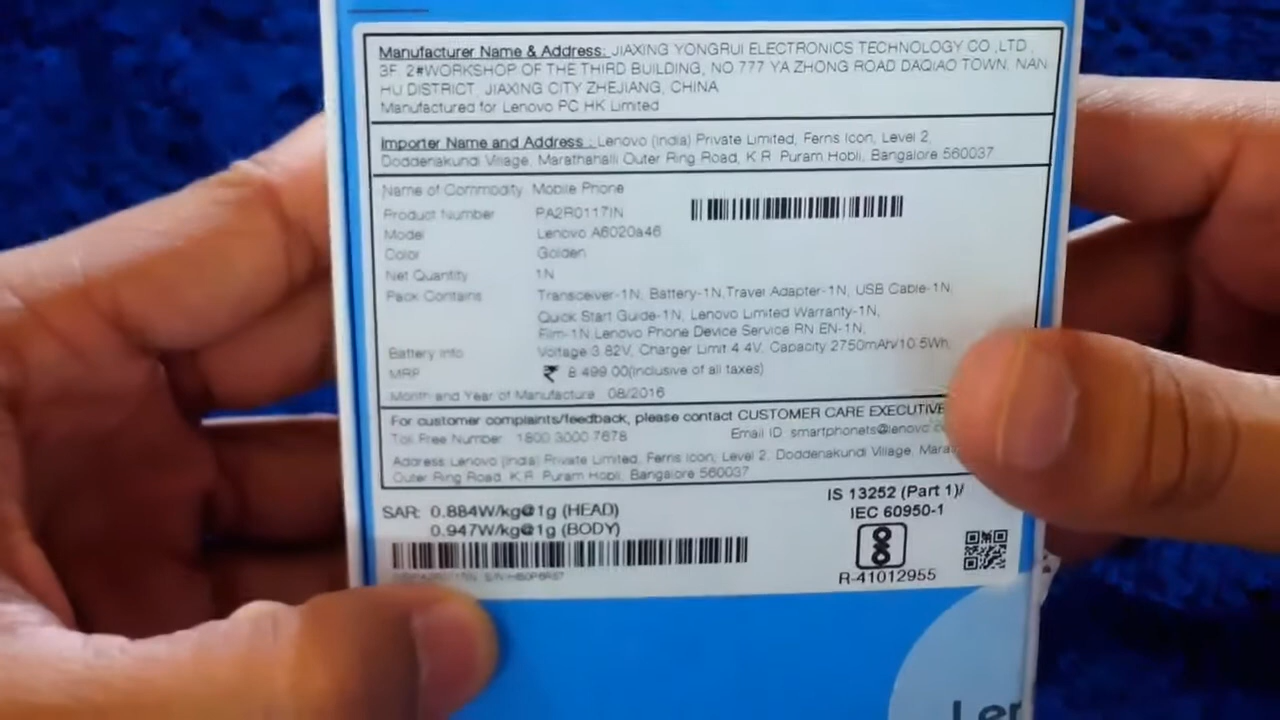 Manufacturer Name & Address: JIAXING YONGRUI ELECTRONICS TECHNOLOGY CO.,LTD.,
3F, 2#WORKSHOP OF THE THIRD BUILDING, NO.777 YA ZHONG ROAD DAQIAO TOWN, NAN
HU DISTRICT, JIAXING CITY ZHEJIANG, CHINA
Manufactured for Lenovo PC HK Limited
Importer Name and Address : Lenovo (India) Private Limited, Ferns Icon, Level 2,
Doddenakundi Village, Marathahalli Outer Ring Road, K.R. Puram Hobli, Bangalore 560037
Name of Commodity Mobile Phone
Product Number PA2R0117IN
Model Lenovo A6020a46
Color Golden
Net Quantity 1N
Pack Contains Transceiver-1N, Battery-1N,Travel Adapter-1N, USB Cable-1N,
Quick Start Guide-1N, Lenovo Limited Warranty-1N,
Film-1N,Lenovo Phone Device Service RN EN-1N,
Battery Info Voltage 3.82V, Charger Limit 4.4V, Capacity 2750mAh/10.5Wh,
MRP ₹ 8,499.00(inclusive of all taxes)
Month and Year of Manufacture 08/2016
For customer complaints/feedback, please contact CUSTOMER CARE EXECUTIVE
Toll Free Number: 1800 3000 7678 Email ID: smartphonets@lenovo.c
Address Lenovo (India) Private Limited, Ferns Icon, Level 2, Doddenakundi Village, Mara
Outer Ring Road, K.R. Puram Hobli, Bangalore 560037
SAR: 0.884W/kg@1g (HEAD)
0.947W/kg@1g (BODY)
IS 13252 (Part 1)/
IEC 60950-1
R-41012955
Len